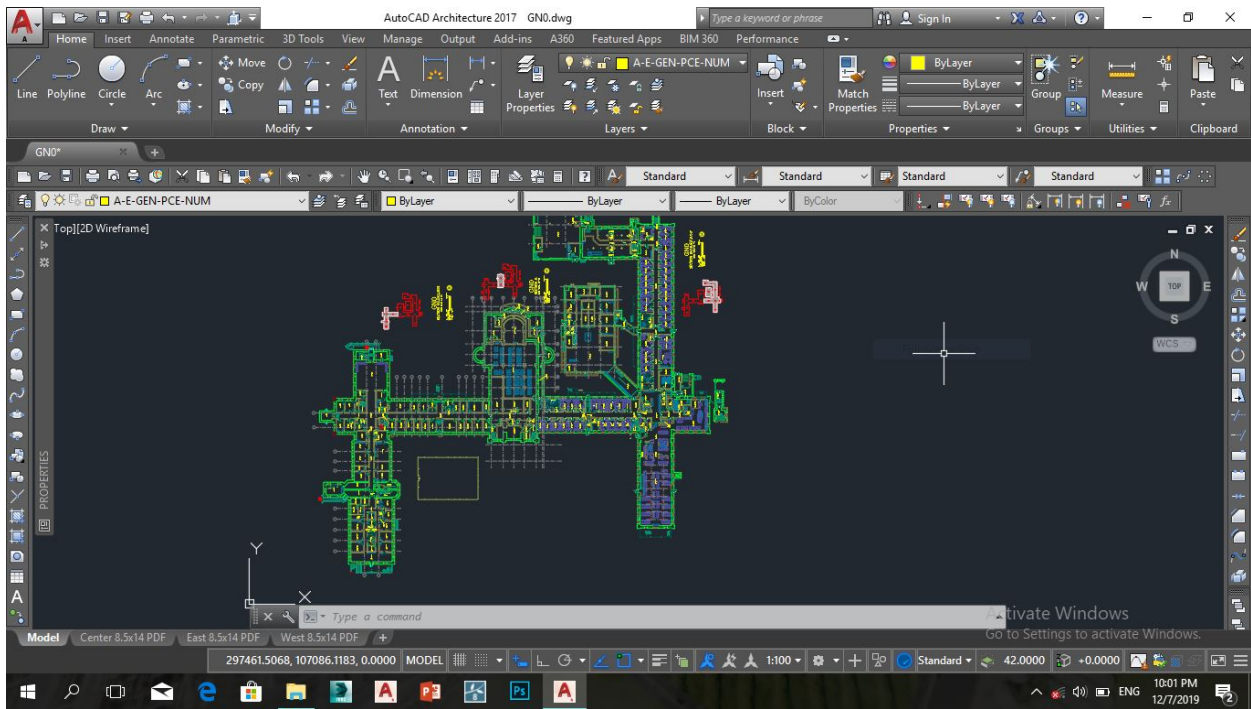 AutoCAD Architecture 2017 GN0.dwg
Type a keyword or phrase
Sign In
Home Insert Annotate Parametric 3D Tools View Manage Output Add-ins A360 Featured Apps BIM 360 Performance
Line Polyline Circle Arc
Move
Copy
Text Dimension
Layer Properties
A-E-GEN-PCE-NUM
Insert
Match Properties
ByLayer
ByLayer
ByLayer
Group
Measure
Paste
Draw Modify Annotation Layers Block Properties Groups Utilities Clipboard
GN0*
Standard Standard Standard Standard
A-E-GEN-PCE-NUM ByLayer ByLayer ByLayer ByColor
Top][2D Wireframe]
N
W TOP E
S
WCS
PROPERTIES
Y
X
Type a command
Activate Windows
Go to Settings to activate Windows.
Model Center 8.5x14 PDF East 8.5x14 PDF West 8.5x14 PDF
297461.5068, 107086.1183, 0.0000 MODEL 1:100 Standard 42.0000 +0.0000
ENG
10:01 PM
12/7/2019